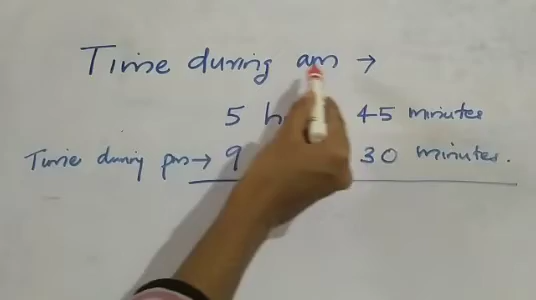 Time during am →
5 h 45 minutes
Time during pm → 9 30 minutes.